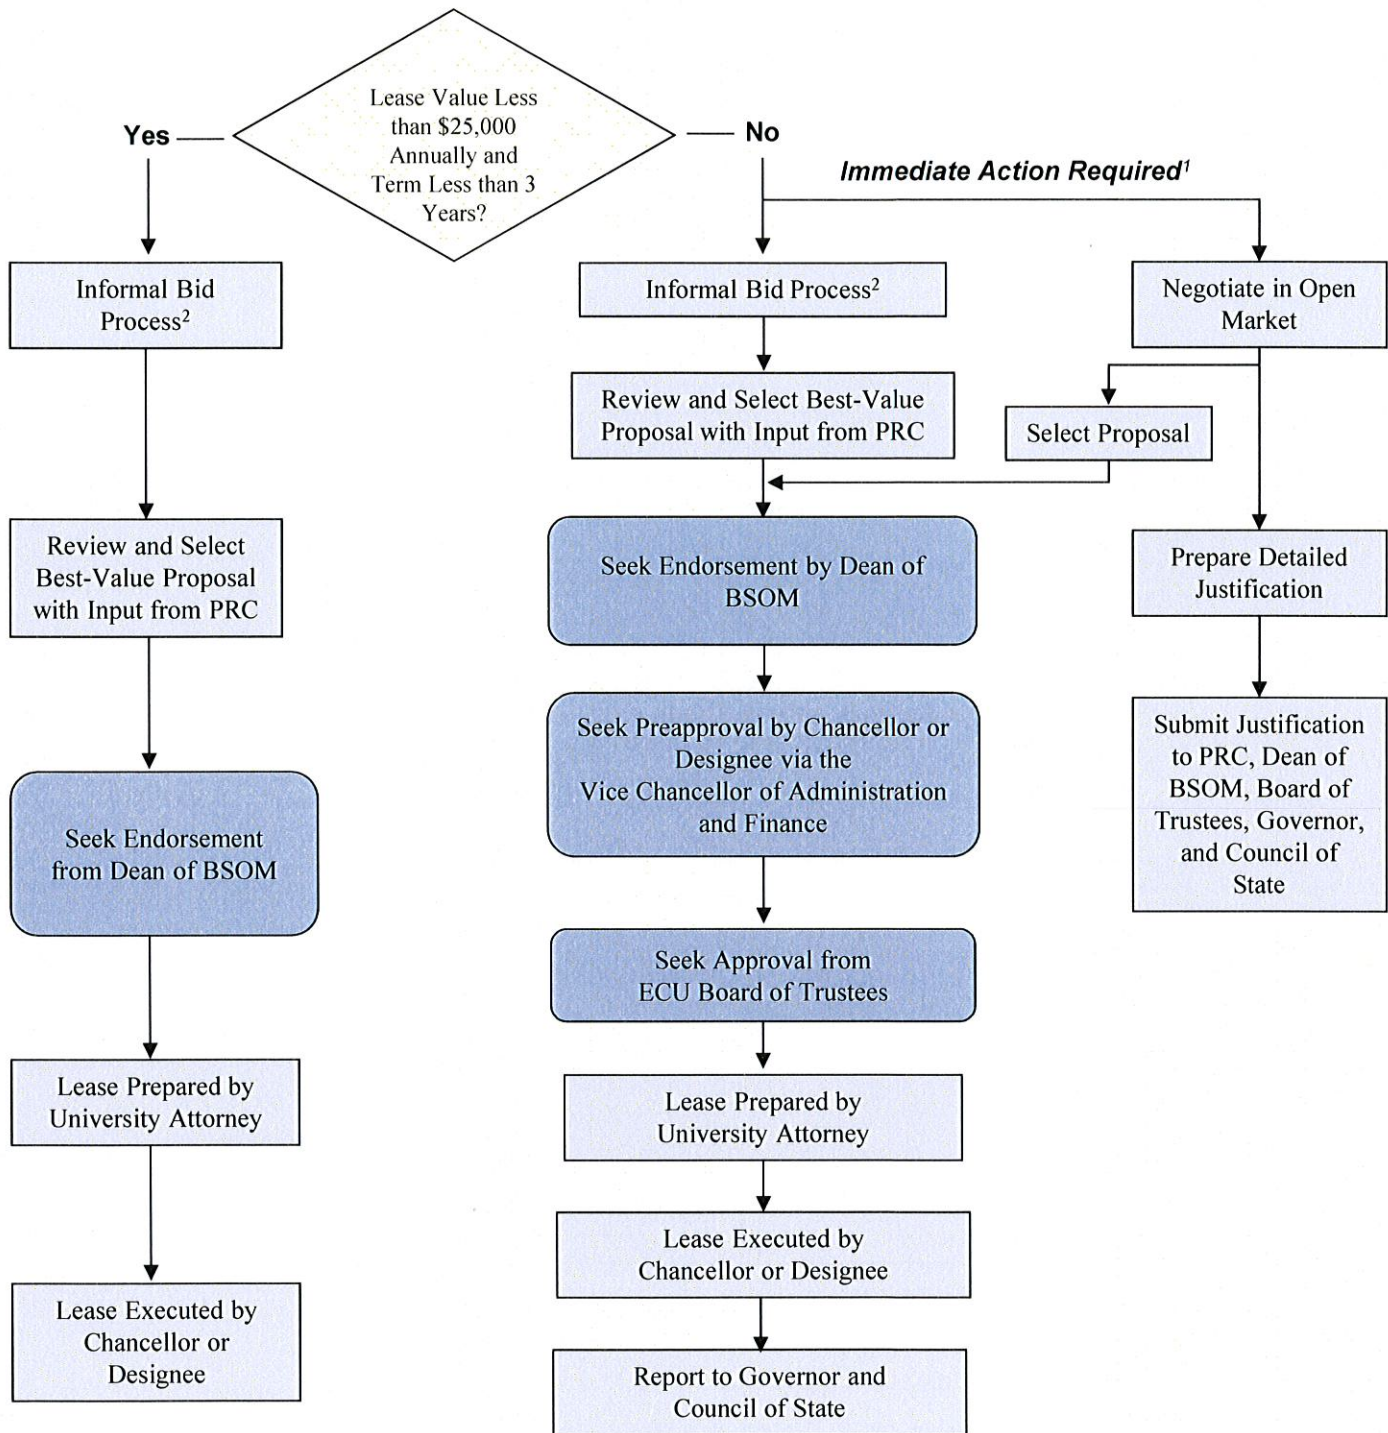 Lease Value Less
than $25,000
Annually and
Term Less than 3
Years?
Yes
No
Immediate Action Required¹
Informal Bid
Process²
Informal Bid Process²
Negotiate in Open
Market
Review and Select Best-Value
Proposal with Input from PRC
Select Proposal
Review and Select
Best-Value Proposal
with Input from PRC
Seek Endorsement by Dean of
BSOM
Prepare Detailed
Justification
Seek Preapproval by Chancellor or
Designee via the
Vice Chancellor of Administration
and Finance
Submit Justification
to PRC, Dean of
BSOM, Board of
Trustees, Governor,
and Council of
State
Seek Endorsement
from Dean of BSOM
Seek Approval from
ECU Board of Trustees
Lease Prepared by
University Attorney
Lease Prepared by
University Attorney
Lease Executed by
Chancellor or Designee
Lease Executed by
Chancellor or
Designee
Report to Governor and
Council of State